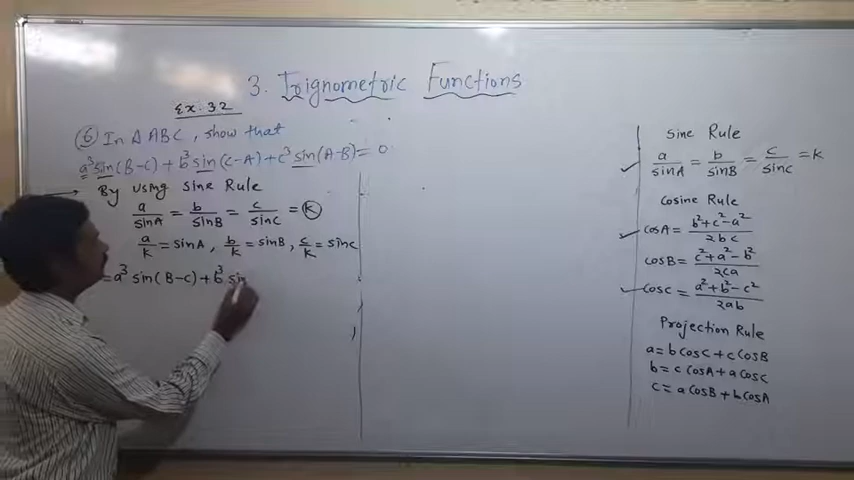 3. Trignometric Functions
Ex: 3.2
⑥ In Δ ABC, show that
a³ sin(B-C) + b³ sin(C-A) + c³ sin(A-B) = 0
By using sine Rule
a/sinA = b/sinB = c/sinC = k
a/k = sinA, b/k = sinB, c/k = sinC
= a³ sin(B-C) + b³ sin
Sine Rule
a/sinA = b/sinB = c/sinC = k
Cosine Rule
cosA = b²+c²-a²/2bc
cosB = c²+a²-b²/2ca
cosC = a²+b²-c²/2ab
Projection Rule
a = b cosC + c cosB
b = c cosA + a cosC
c = a cosB + b cosA